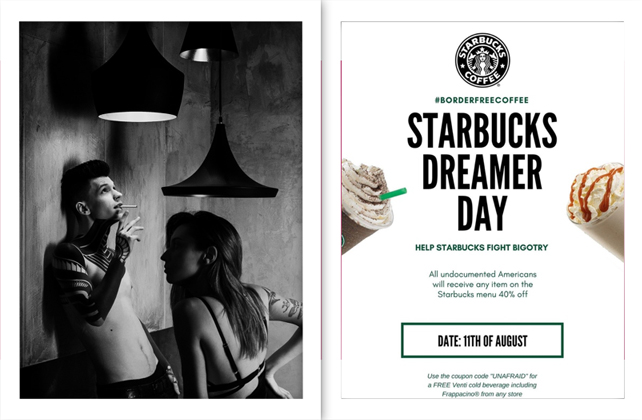 STARBUCKS
COFFEE
#BORDERFREECOFFEE
STARBUCKS
DREAMER
DAY
HELP STARBUCKS FIGHT BIGOTRY
All undocumented Americans
will receive any item on the
Starbucks menu 40% off
DATE: 11TH OF AUGUST
Use the coupon code "UNAFRAID" for
a FREE Venti cold beverage including
Frappacino® from any store